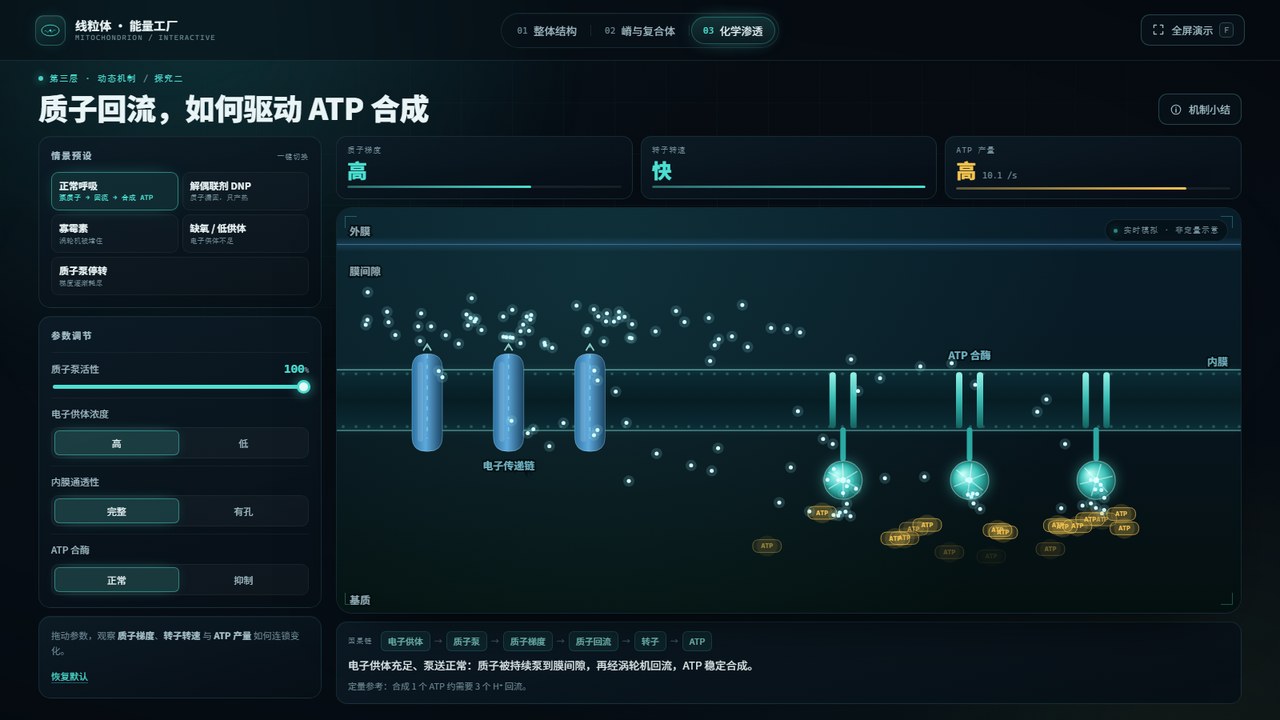 线粒体 · 能量工厂
MITOCHONDRION / INTERACTIVE
01 整体结构
02 嵴与复合体
03 化学渗透
全屏演示 F
第三层 · 动态机制 / 探究二
质子回流，如何驱动 ATP 合成
机制小结
情景预设
一键切换
正常呼吸
泵质子 → 回流 → 合成 ATP
解偶联剂 DNP
质子漏回，只产热
寡霉素
涡轮机被堵住
缺氧 / 低供体
电子供体不足
质子泵停转
梯度逐渐耗尽
参数调节
质子泵活性
100%
电子供体浓度
高
低
内膜通透性
完整
有孔
ATP 合酶
正常
抑制
拖动参数，观察 质子梯度、转子转速 与 ATP 产量 如何连锁变
化。
恢复默认
质子梯度
高
转子转速
快
ATP 产量
高 10.1 /s
外膜
实时模拟 · 非定量示意
膜间隙
ATP 合酶
内膜
电子传递链
ATP
ATP
ATP
ATP
ATP
ATP
ATP
ATP
ATP
ATP
ATP
ATP
ATP
基质
因果链
电子供体 → 质子泵 → 质子梯度 → 质子回流 → 转子 → ATP
电子供体充足、泵送正常：质子被持续泵到膜间隙，再经涡轮机回流，ATP 稳定合成。
定量参考：合成 1 个 ATP 约需要 3 个 H⁺ 回流。